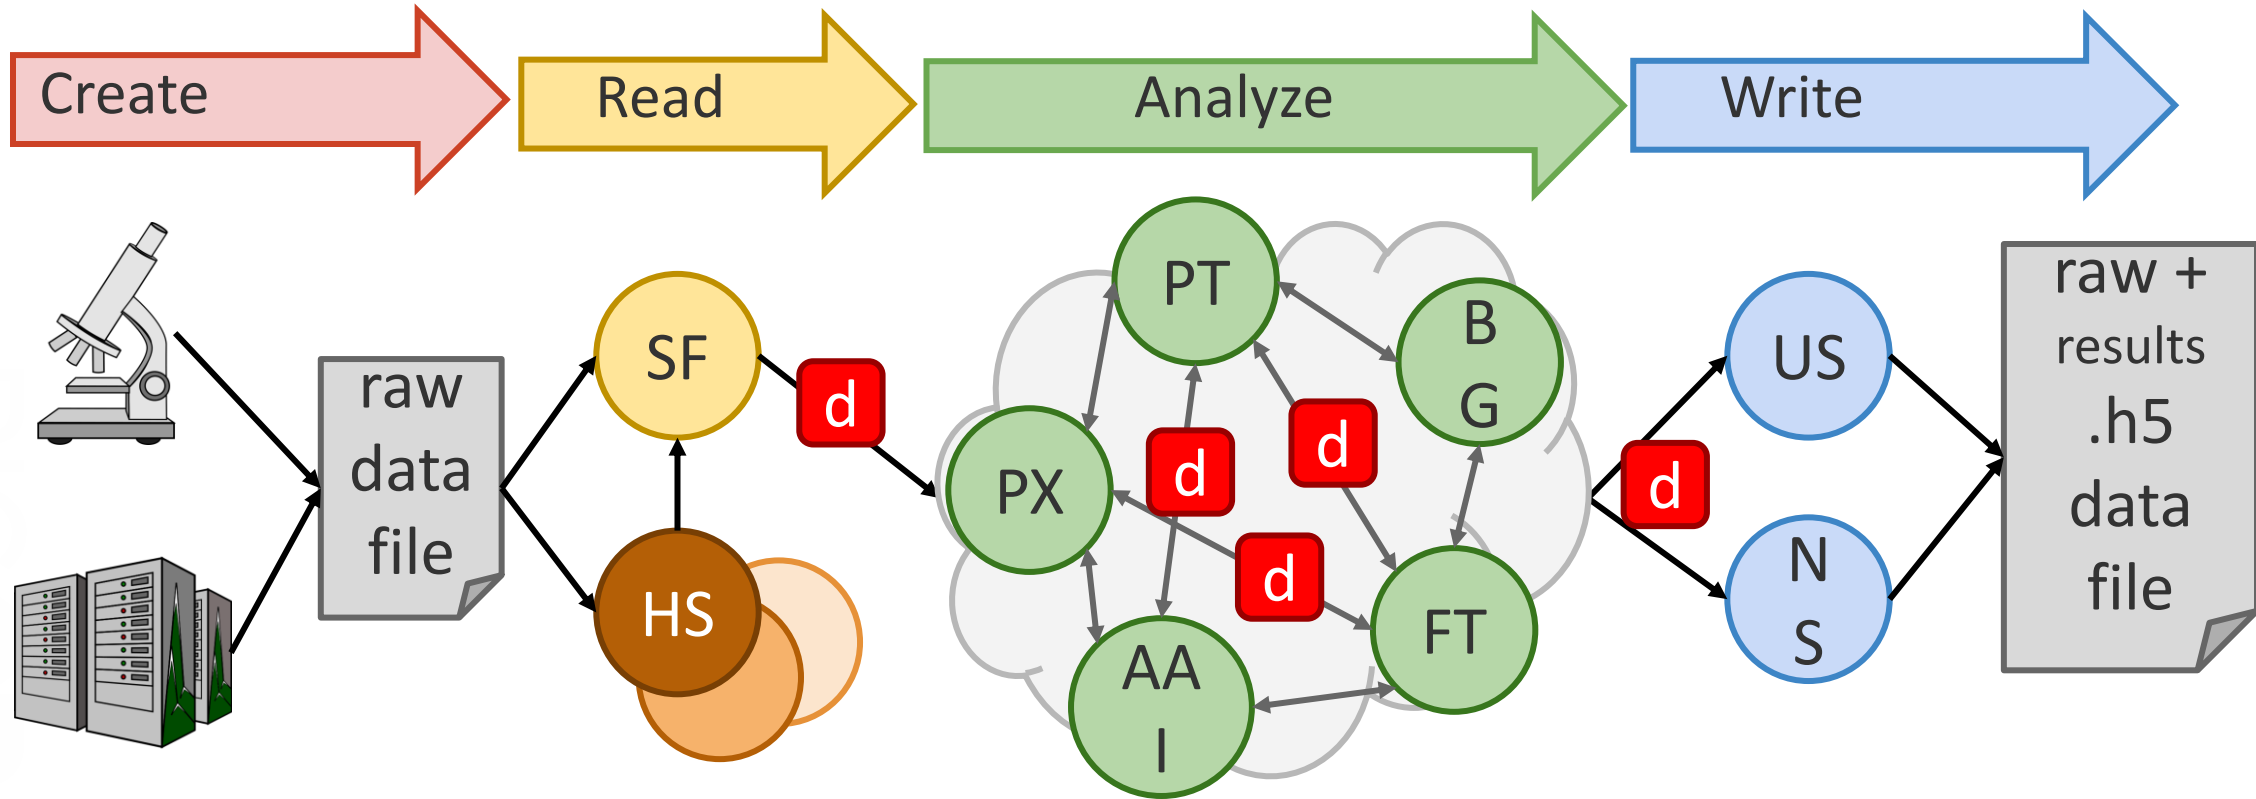 Create
Read
Analyze
Write
raw
data
file
SF
HS
d
PT
B
G
PX
d
d
d
AA
I
FT
d
US
N
S
raw +
results
.h5
data
file